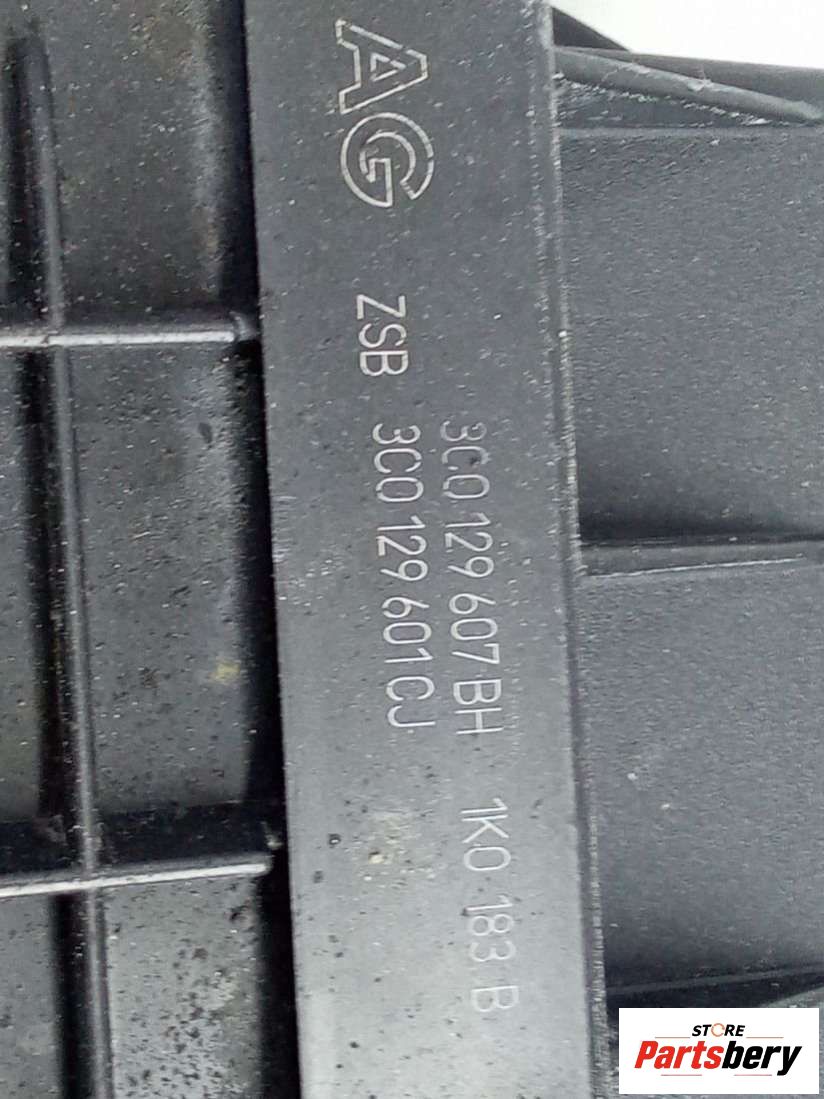 AG
3C0 129 607 BH 1K0 183 B
ZSB 3C0 129 601 CJ
STORE
Partsbery